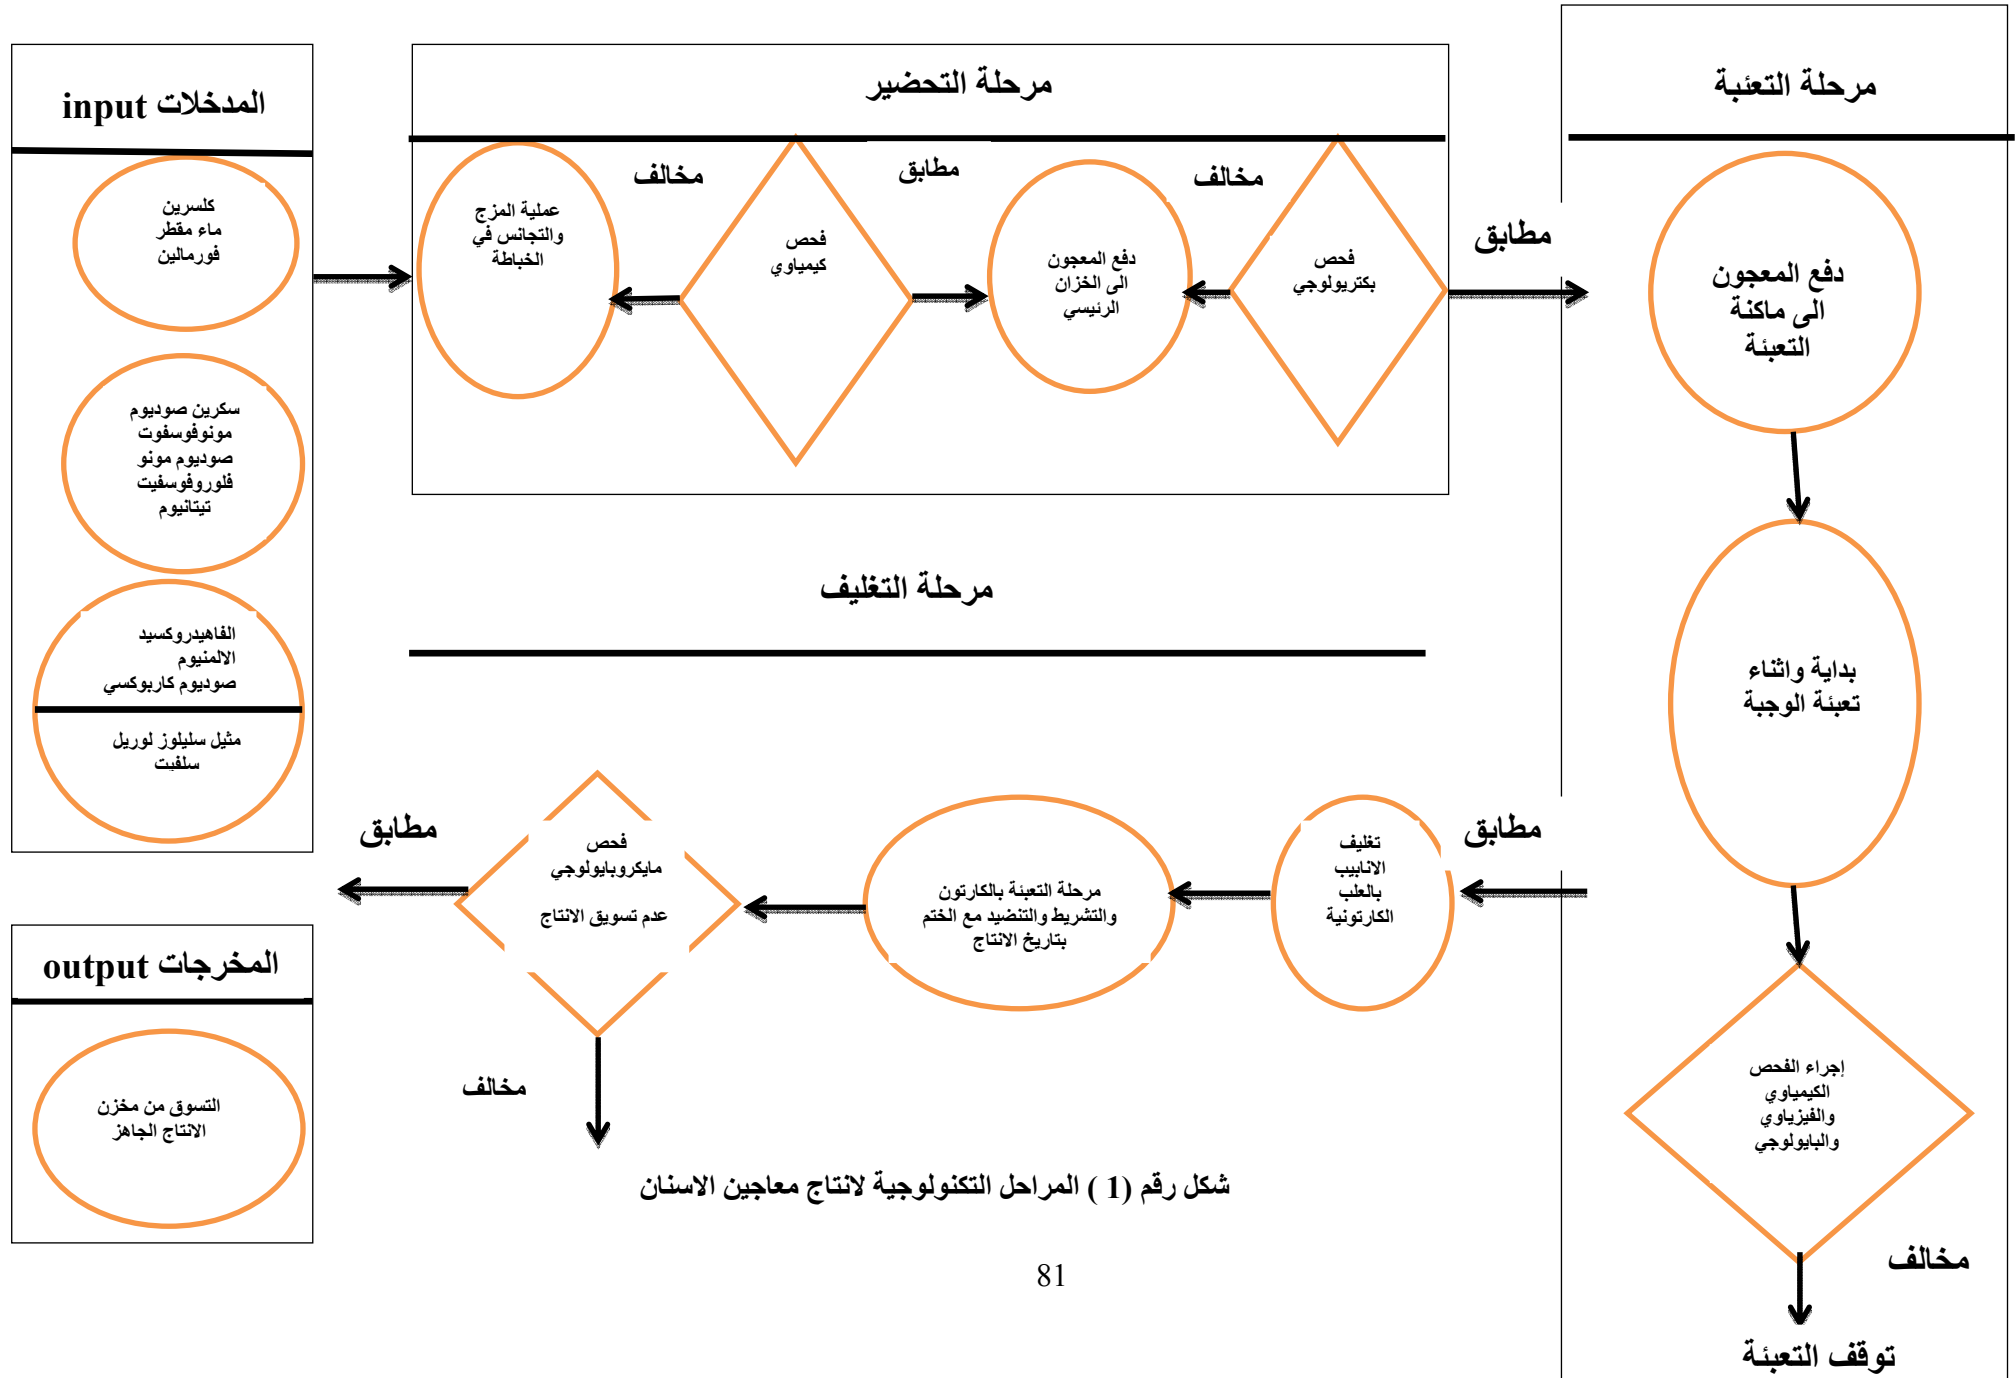 المدخلات input
كلسرين
ماء مقطر
فورمالين
سكرين صوديوم
مونوفوسفوت
صوديوم مونو
فلوروفوسفيت
تيتانيوم
الفاهيدروكسيد
الالمنيوم
صوديوم كاربوكسي
مثيل سليلوز لوريل
سلفيت
مرحلة التحضير
عملية المزج
والتجانس في
الخباطة
مخالف
فحص
كيمياوي
مطابق
دفع المعجون
الى الخزان
الرئيسي
مخالف
فحص
بكتريولوجي
مطابق
مرحلة التعئبة
دفع المعجون
الى ماكنة
التعبئة
بداية واثناء
تعبئة الوجبة
إجراء الفحص
الكيمياوي
والفيزياوي
والبايولوجي
مخالف
توقف التعبئة
مرحلة التغليف
مطابق
تغليف
الانابيب
بالعلب
الكارتونية
مرحلة التعبئة بالكارتون
والتشريط والتنضيد مع الختم
بتاريخ الانتاج
فحص
مايكروبايولوجي
عدم تسويق الانتاج
مطابق
مخالف
المخرجات output
التسوق من مخزن
الانتاج الجاهز
شكل رقم (1 ) المراحل التكنولوجية لانتاج معاجين الاسنان
81